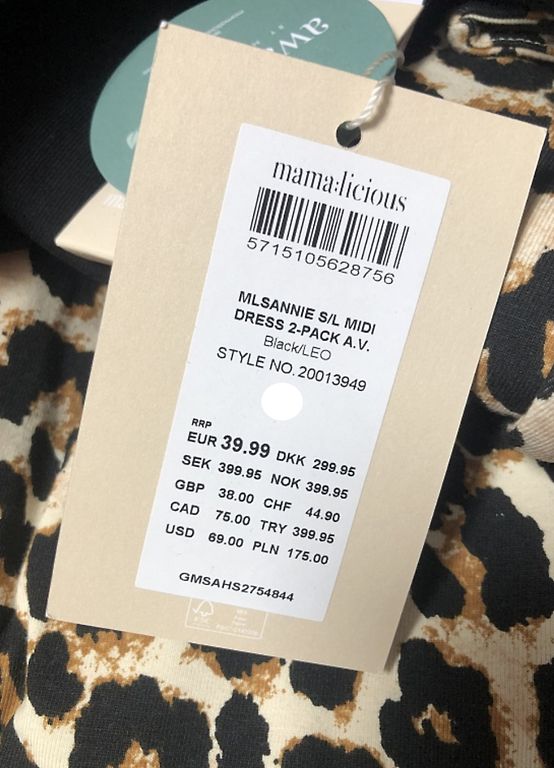 aw
mama:licious
5715105628756
MLSANNIE S/L MIDI
DRESS 2-PACK A.V.
Black/LEO
STYLE NO. 20013949
RRP
EUR 39.99 DKK 299.95
SEK 399.95 NOK 399.95
GBP 38.00 CHF 44.90
CAD 75.00 TRY 399.95
USD 69.00 PLN 175.00
GMSAHS2754844
FSC